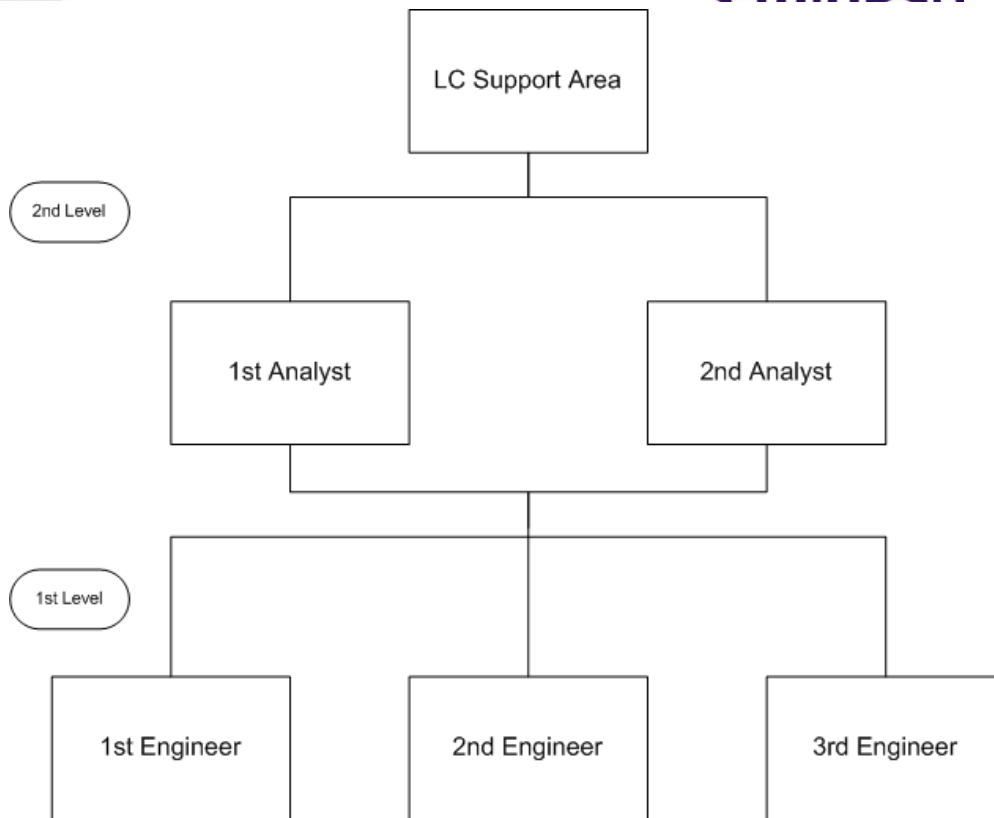 LC Support Area
2nd Level
1st Analyst
2nd Analyst
1st Level
1st Engineer
2nd Engineer
3rd Engineer